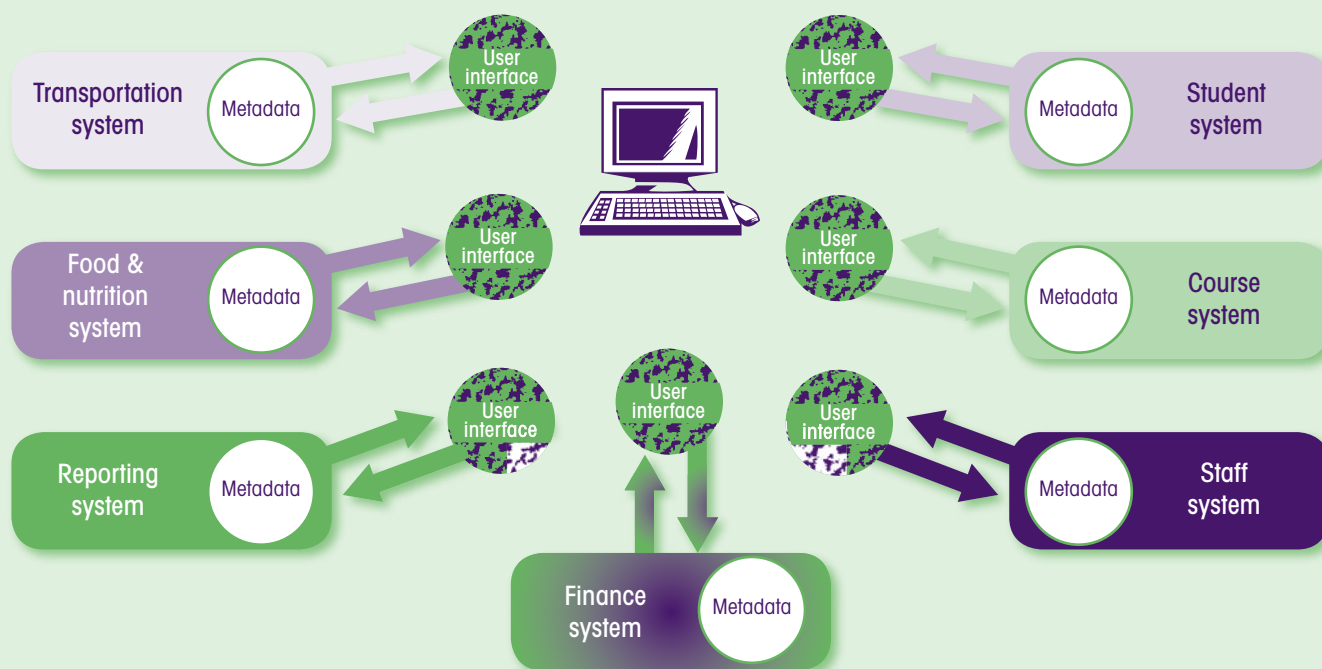 User
interface
User
interface
Transportation
system
Metadata
Metadata
Student
system
User
interface
User
interface
Food &
nutrition
system
Metadata
Metadata
Course
system
User
interface
User
interface
User
interface
Reporting
system
Metadata
Metadata
Staff
system
Finance
system
Metadata